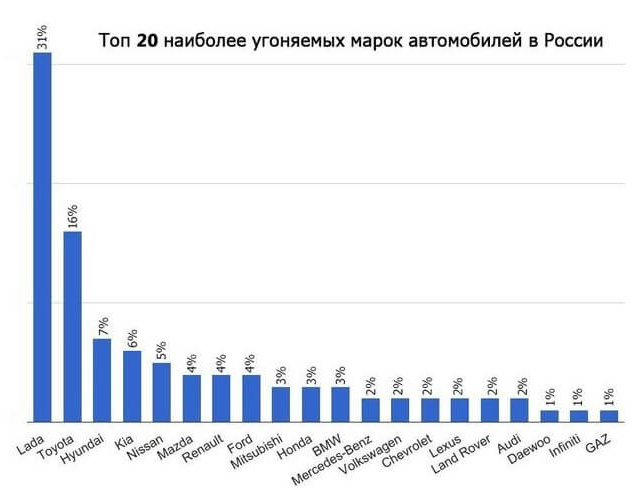 Топ 20 наиболее угоняемых марок автомобилей в России
31%
16%
7%
6%
5%
4%
4%
4%
3%
3%
3%
2%
2%
2%
2%
2%
2%
1%
1%
1%
Lada
Toyota
Hyundai
Kia
Nissan
Mazda
Renault
Ford
Mitsubishi
Honda
BMW
Mercedes-Benz
Volkswagen
Chevrolet
Lexus
Land Rover
Audi
Daewoo
Infiniti
GAZ